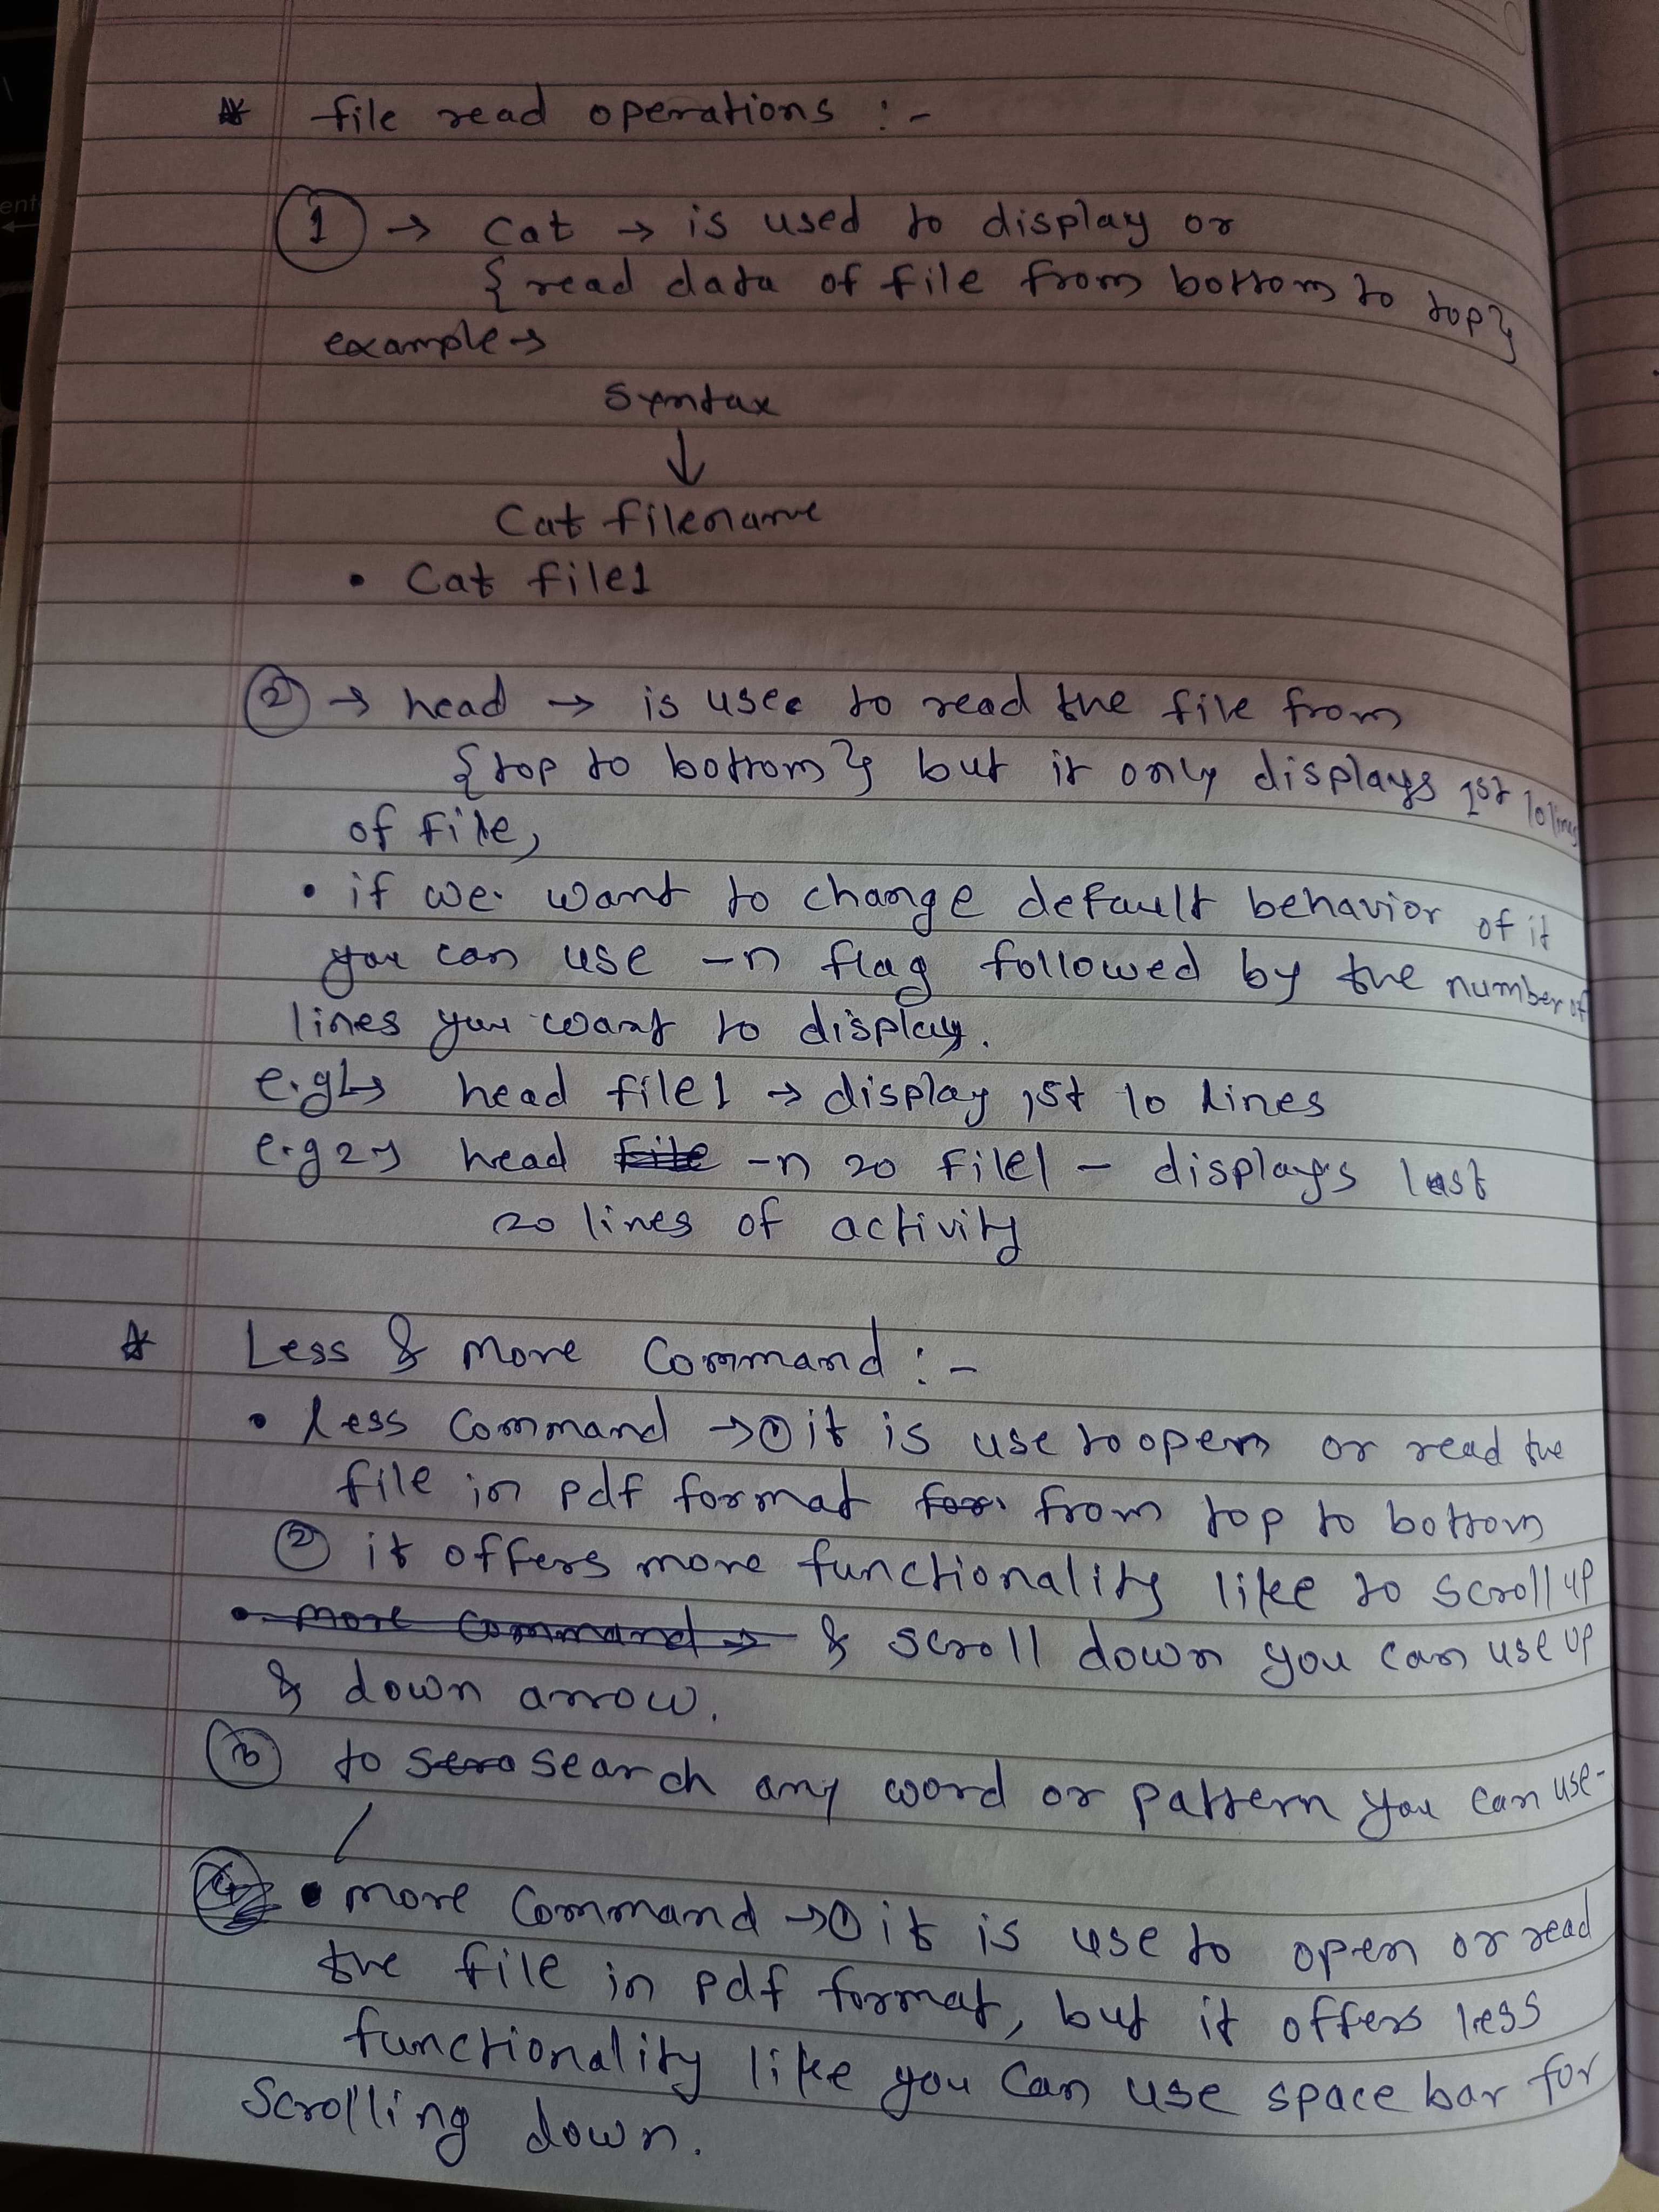 * file read operations :-
1 → Cat → is used to display or
{ read data of file from bottom to top}
example →
Syntax
↓
Cat filename
• Cat file1
2 → head → is use to read the file from
{ top to bottom } but it only displays 1st 10 lines
of file,
• if we want to change default behavior of it
you can use -n flag followed by the number of
lines you want to display.
e.g1→ head file1 → display 1st 10 lines
e.g2→ head file -n 20 file1 - displays last
20 lines of activity
* Less & more Command :-
• Less Command → ① it is use to open or read the
file in pdf format for from top to bottom
② it offers more functionality like to scroll up
• more Command → & scroll down you can use up
& down arrow.
③ to search any word or pattern you can use-
/
• more Command → ① it is use to open or read
the file in pdf format, but it offers less
functionality like you can use space bar for
Scrolling down.